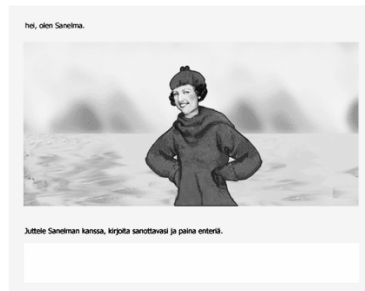 hei, olen Sanelma.
Juttele Sanelman kanssa, kirjoita sanottavasi ja paina enteriä.